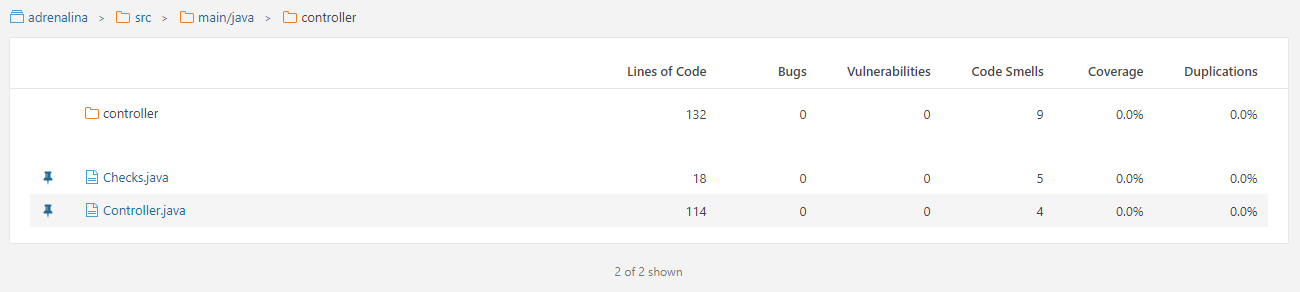 adrenalina > src > main/java > controller
Lines of Code Bugs Vulnerabilities Code Smells Coverage Duplications
controller 132 0 0 9 0.0% 0.0%
Checks.java 18 0 0 5 0.0% 0.0%
Controller.java 114 0 0 4 0.0% 0.0%
2 of 2 shown